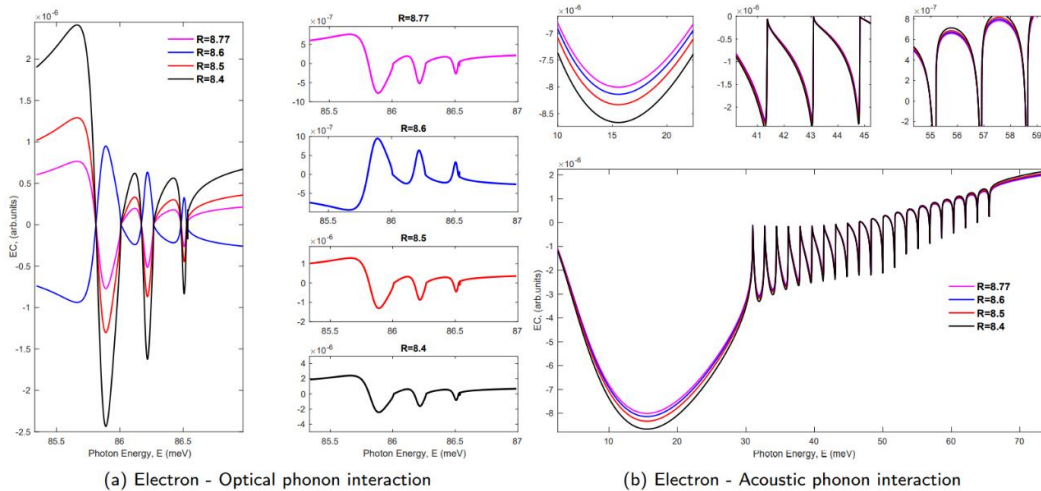 ×10⁻⁶
2
1.5
1
0.5
0
-0.5
-1
-1.5
-2
-2.5
EC, (arb.units)
R=8.77
R=8.6
R=8.5
R=8.4
85.5 86 86.5
Photon Energy, E (meV)
×10⁻⁷ R=8.77
10
5
0
-5
-10
85.5 86 86.5 87
×10⁻⁷ R=8.6
10
5
0
-5
-10
85.5 86 86.5 87
×10⁻⁶ R=8.5
2
1
0
-1
-2
85.5 86 86.5 87
×10⁻⁶ R=8.4
4
2
0
-2
-4
85.5 86 86.5 87
Photon Energy, E (meV)
(a) Electron - Optical phonon interaction
×10⁻⁶
-7
-7.5
-8
-8.5
10 15 20
×10⁻⁶
0
-0.5
-1
-1.5
-2
41 42 43 44 45
×10⁻⁷
8
6
4
2
0
-2
55 56 57 58 59
×10⁻⁶
2
0
-2
-4
-6
-8
EC, (arb.units)
R=8.77
R=8.6
R=8.5
R=8.4
10 20 30 40 50 60 70
Photon Energy, E (meV)
(b) Electron - Acoustic phonon interaction